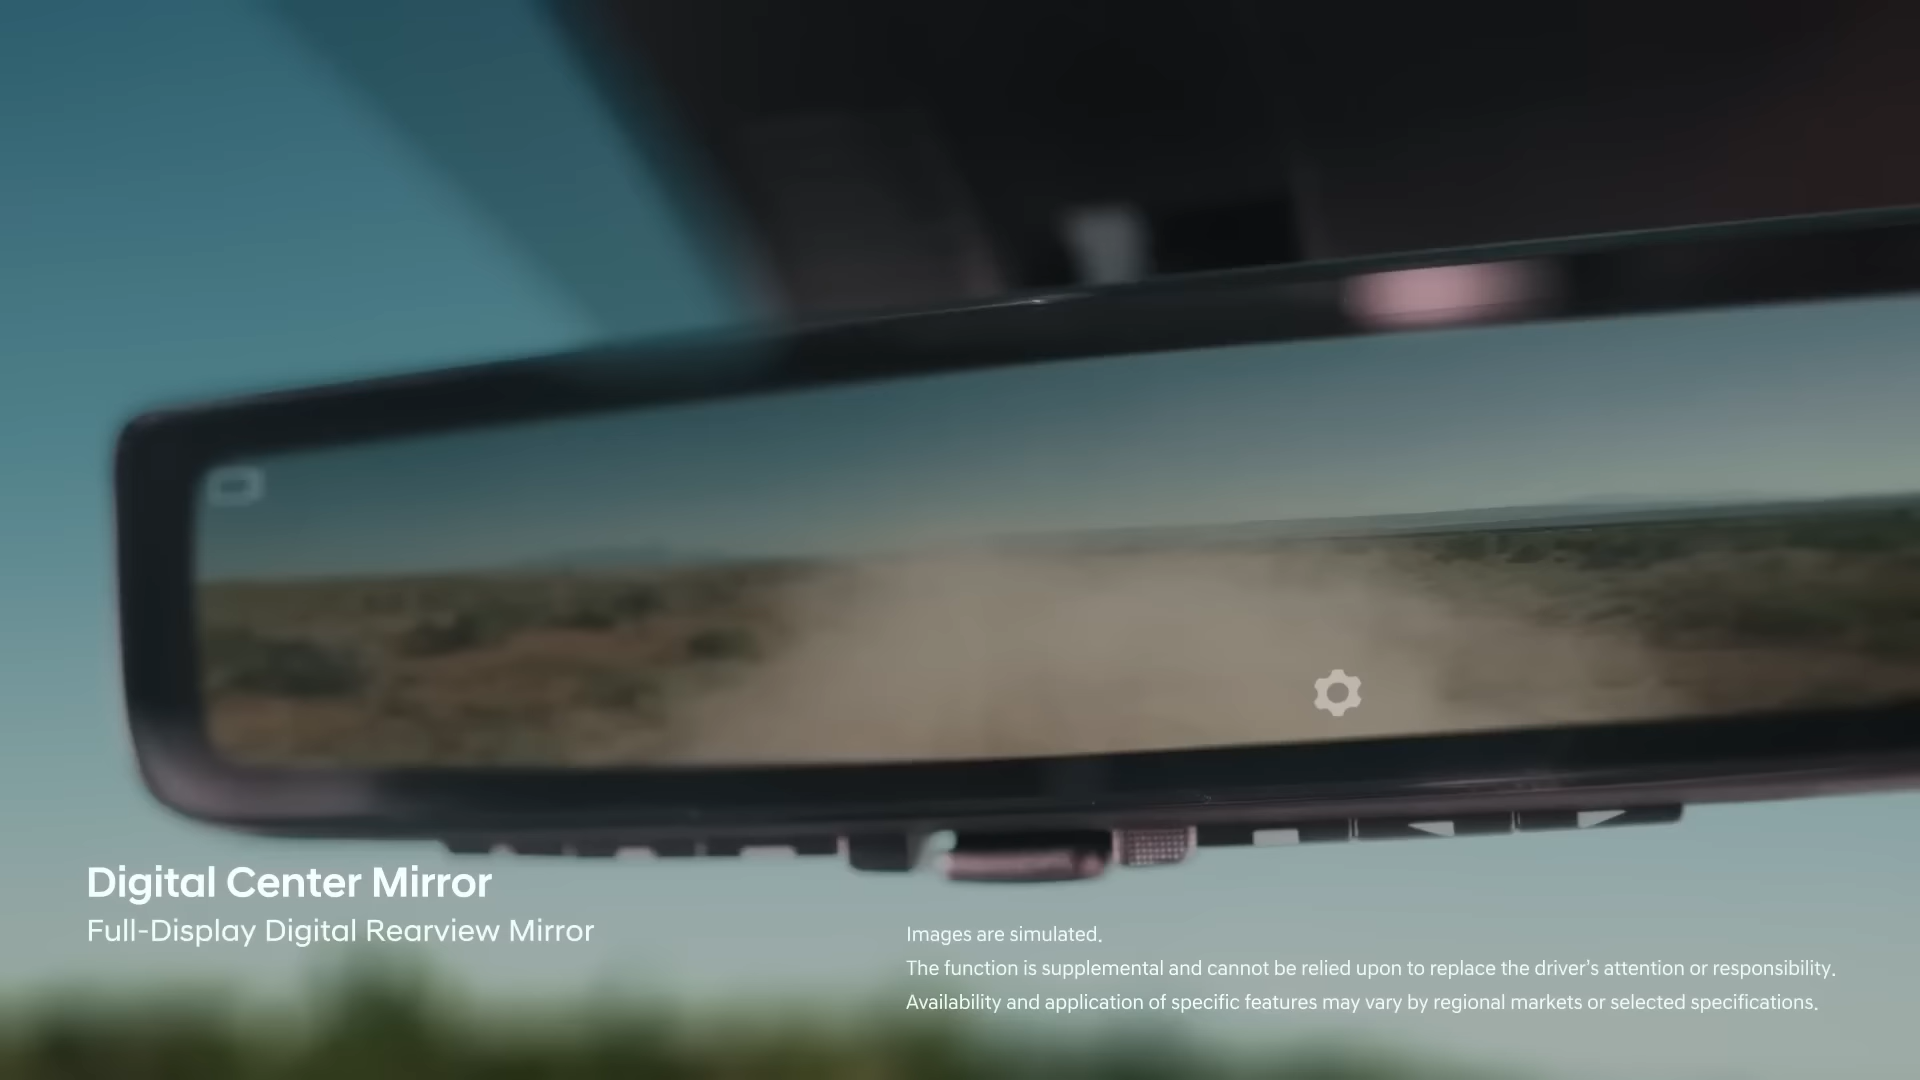 Digital Center Mirror
Full-Display Digital Rearview Mirror
Images are simulated.
The function is supplemental and cannot be relied upon to replace the driver's attention or responsibility.
Availability and application of specific features may vary by regional markets or selected specifications.